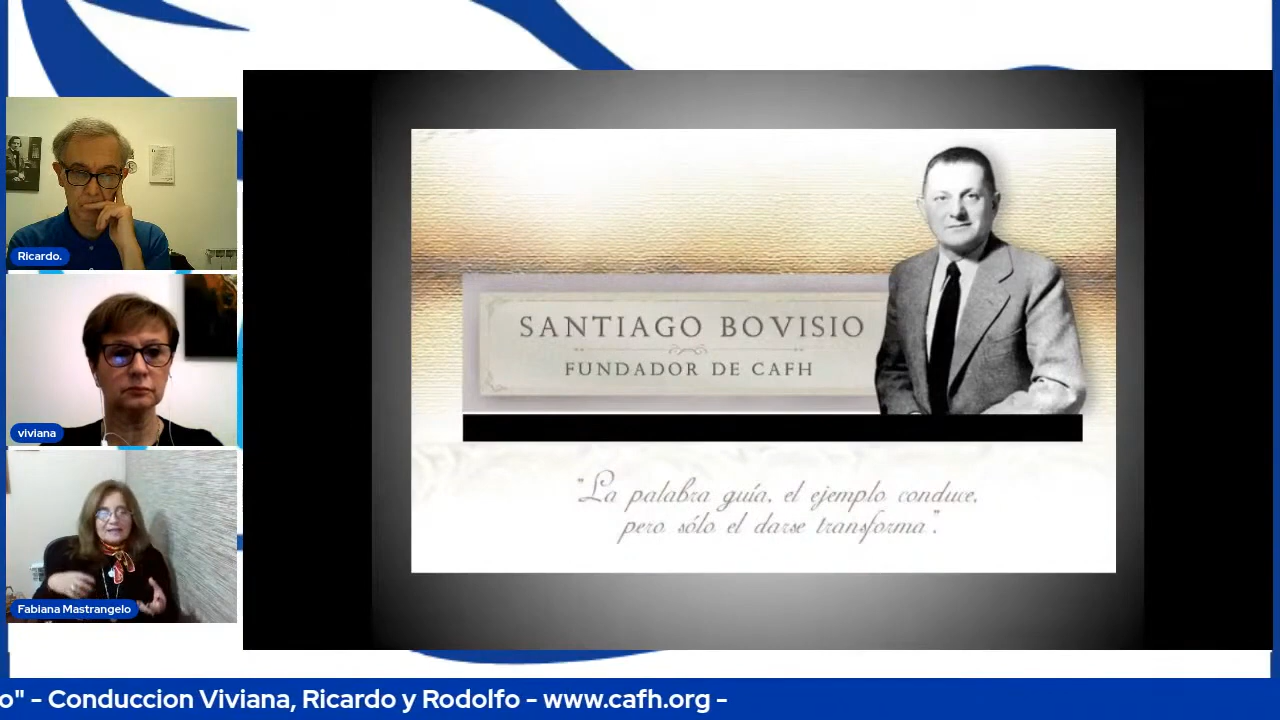 Ricardo.
viviana
Fabiana Mastrangelo
SANTIAGO BOVISIO
FUNDADOR DE CAFH
"La palabra guía, el ejemplo conduce,
pero sólo el darse transforma".
o" - Conduccion Viviana, Ricardo y Rodolfo - www.cafh.org -